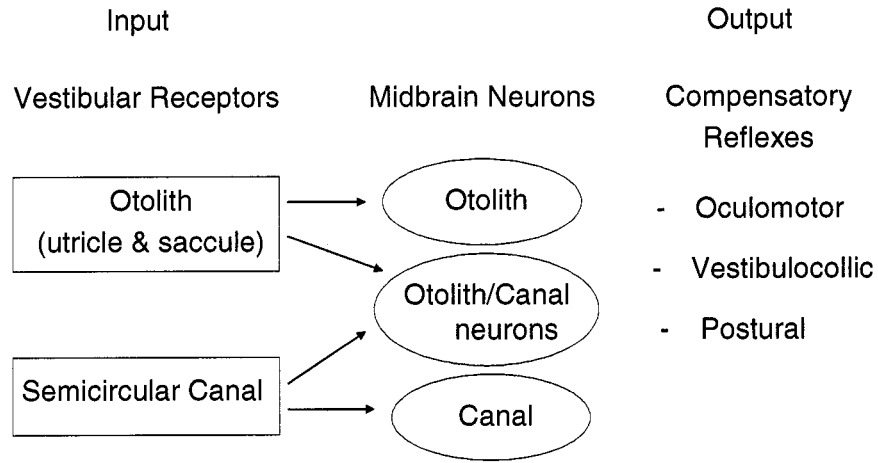 Input
Output
Vestibular Receptors
Midbrain Neurons
Compensatory
Reflexes
Otolith
(utricle & saccule)
Otolith
Otolith/Canal
neurons
Semicircular Canal
Canal
- Oculomotor
- Vestibulocollic
- Postural